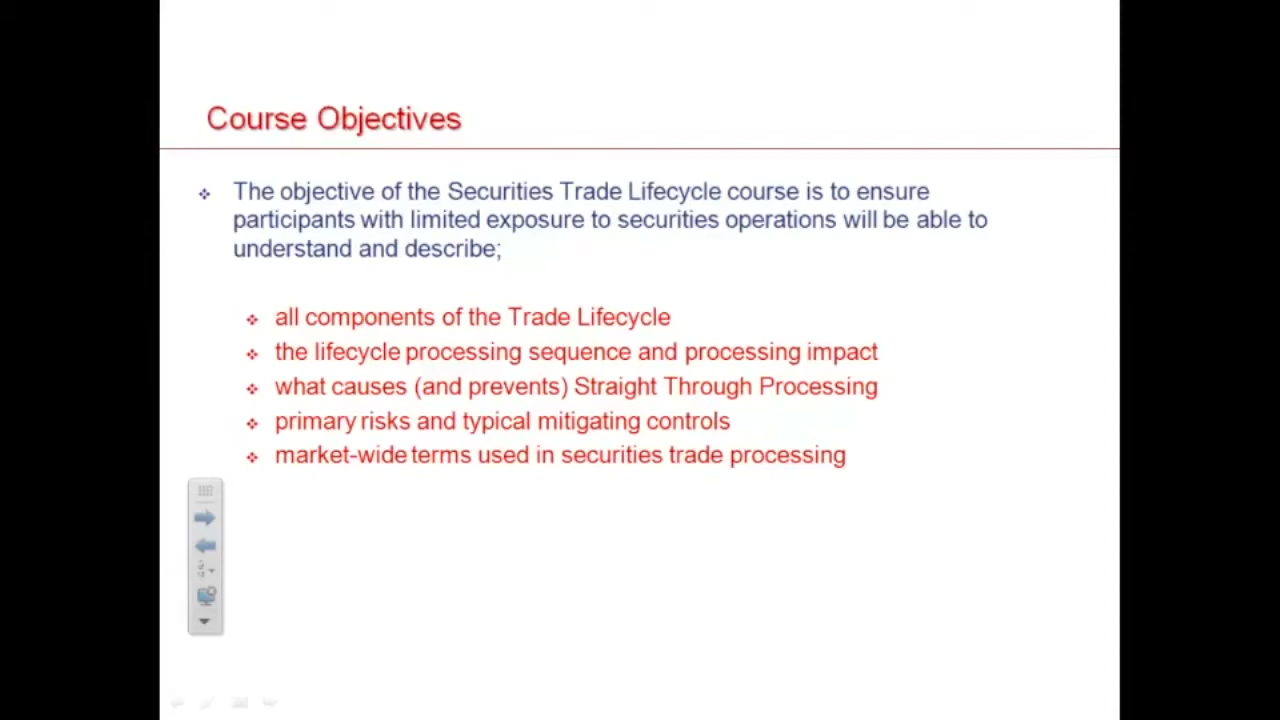 Course Objectives
The objective of the Securities Trade Lifecycle course is to ensure
participants with limited exposure to securities operations will be able to
understand and describe;
all components of the Trade Lifecycle
the lifecycle processing sequence and processing impact
what causes (and prevents) Straight Through Processing
primary risks and typical mitigating controls
market-wide terms used in securities trade processing